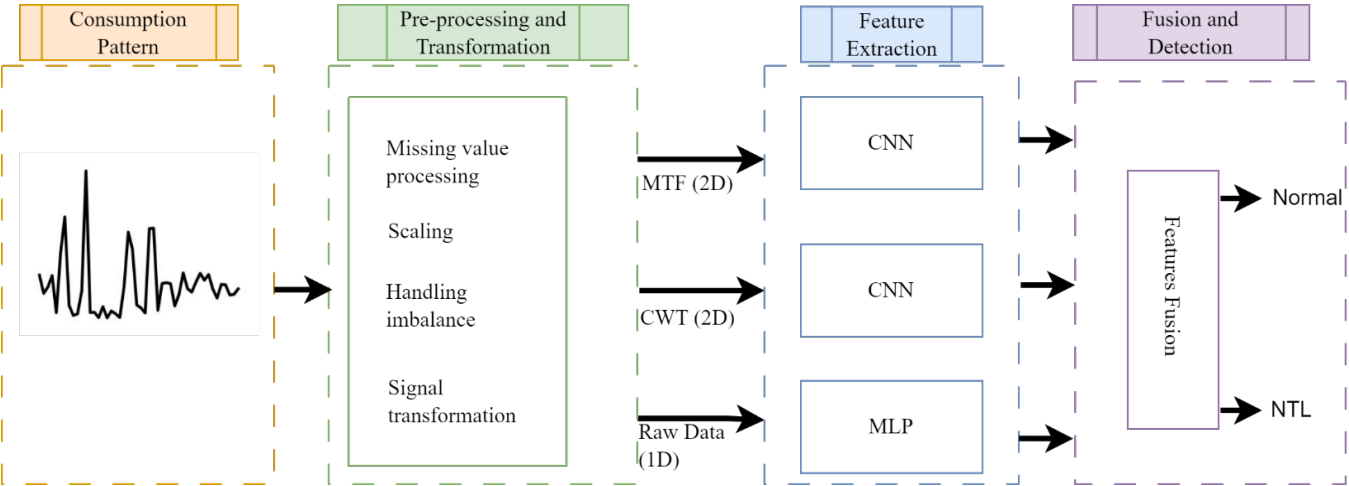 Consumption
Pattern
Pre-processing and
Transformation
Feature
Extraction
Fusion and
Detection
Missing value
processing
Scaling
Handling
imbalance
Signal
transformation
MTF (2D)
CWT (2D)
Raw Data
(1D)
CNN
CNN
MLP
Features Fusion
Normal
NTL